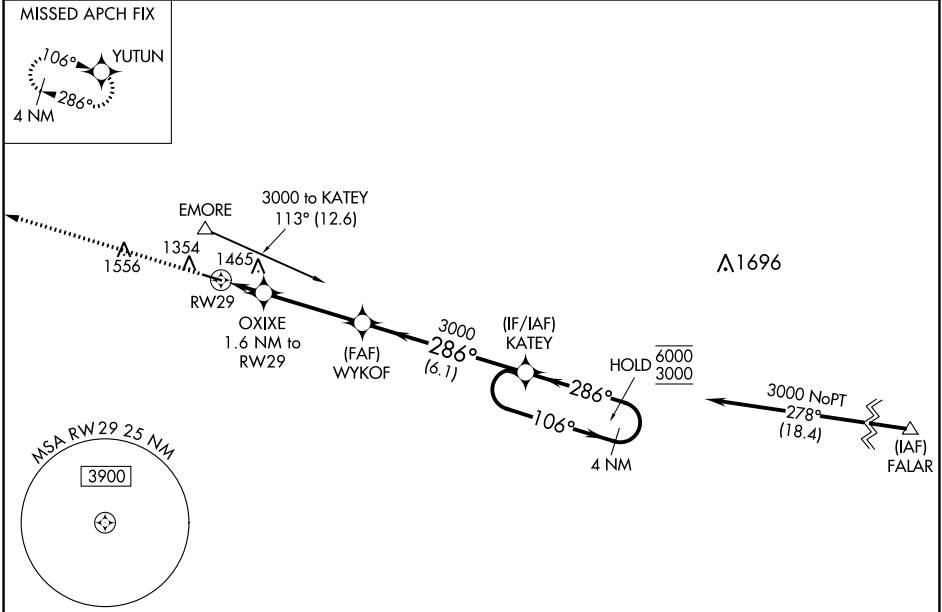 MISSED APCH FIX
106°
YUTUN
286°
4 NM
EMORE
3000 to KATEY
113° (12.6)
1556
1354
1465
1696
RW29
OXIXE
1.6 NM to
RW29
(FAF)
WYKOF
3000
286°
(6.1)
(IF/IAF)
KATEY
HOLD
6000
3000
286°
106°
4 NM
3000 NoPT
278°
(18.4)
(IAF)
FALAR
MSA RW29 25 NM
3900